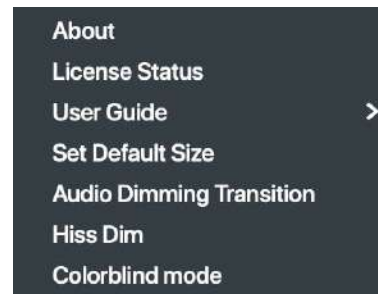 About
License Status
User Guide
Set Default Size
Audio Dimming Transition
Hiss Dim
Colorblind mode